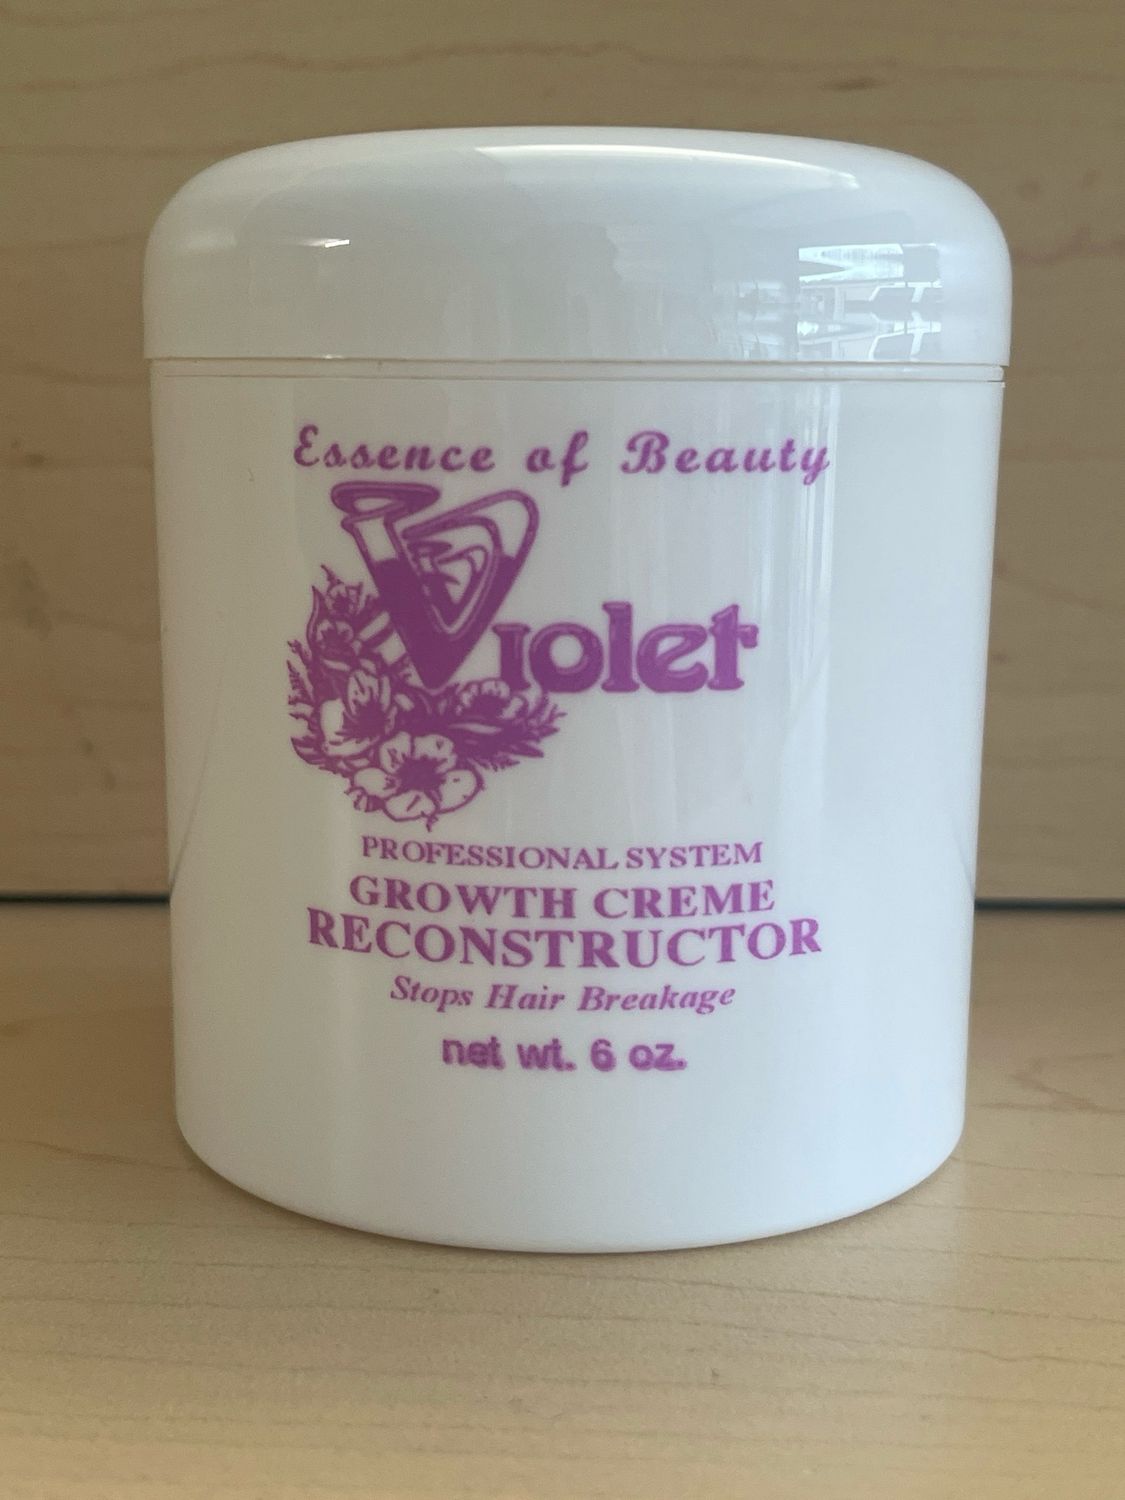 Essence of Beauty
Violet
PROFESSIONAL SYSTEM
GROWTH CREME
RECONSTRUCTOR
Stops Hair Breakage
net wt. 6 oz.